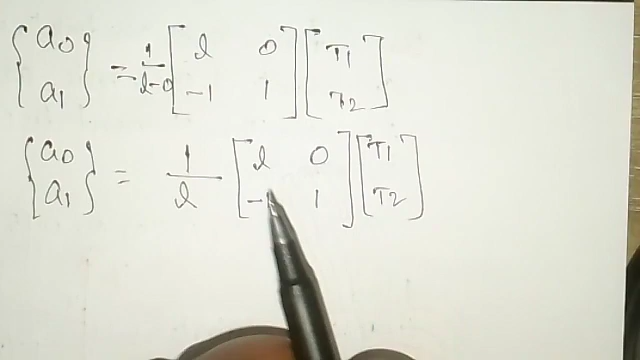 {a0 a1} = 1/l-0 [l 0 -1 1] [T1 T2]
{a0 a1} = 1/l [l 0 -1 1] [T1 T2]